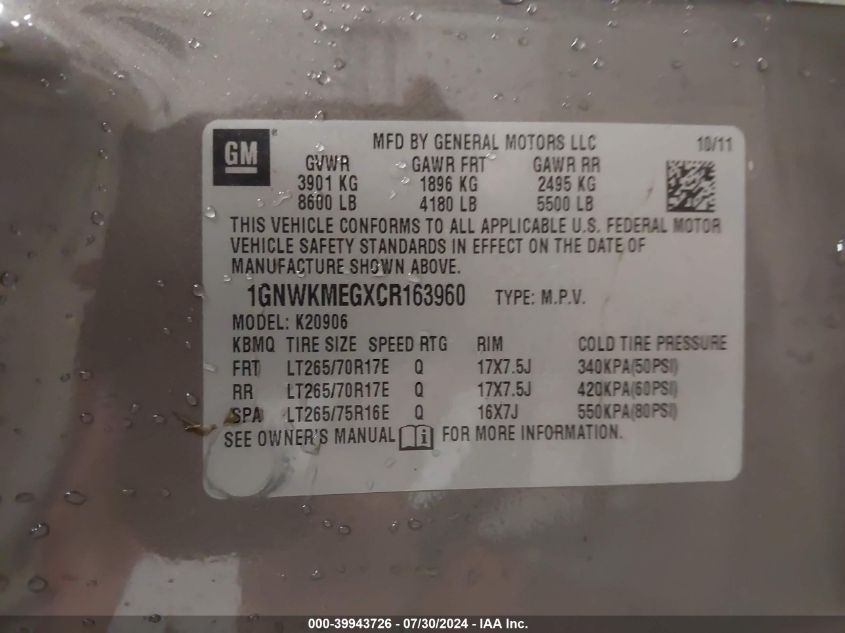 GM ® MFD BY GENERAL MOTORS LLC 10/11
GVWR GAWR FRT GAWR RR
3901 KG 1896 KG 2495 KG
8600 LB 4180 LB 5500 LB
THIS VEHICLE CONFORMS TO ALL APPLICABLE U.S. FEDERAL MOTOR
VEHICLE SAFETY STANDARDS IN EFFECT ON THE DATE OF
MANUFACTURE SHOWN ABOVE.
1GNWKMEGXCR163960 TYPE: M.P.V.
MODEL: K20906
KBMQ TIRE SIZE SPEED RTG RIM COLD TIRE PRESSURE
FRT LT265/70R17E Q 17X7.5J 340KPA(50PSI)
RR LT265/70R17E Q 17X7.5J 420KPA(60PSI)
SPA LT265/75R16E Q 16X7J 550KPA(80PSI)
SEE OWNER'S MANUAL i FOR MORE INFORMATION.
000-39943726 / 07/30/2024 - IAA Inc.